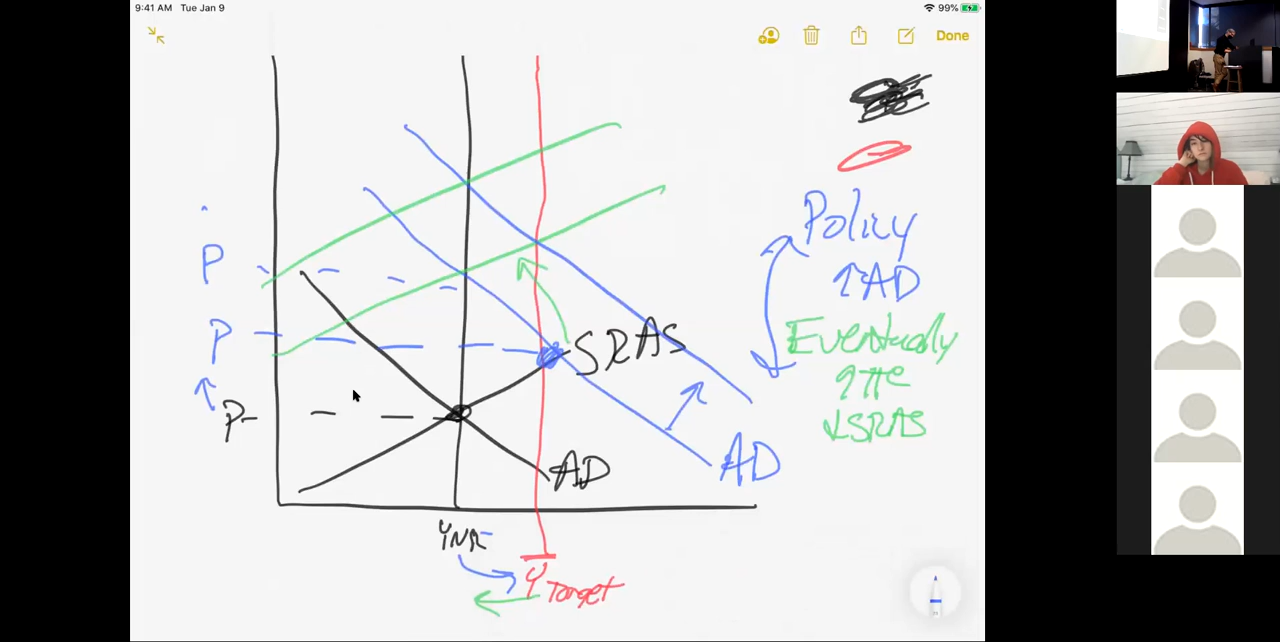 9:41 AM Tue Jan 9
99%
Done
Policy
↑AD
Eventually
↑πe
↓SRAS
P
P
P
SRAS
AD
AD
YNR
Y Target